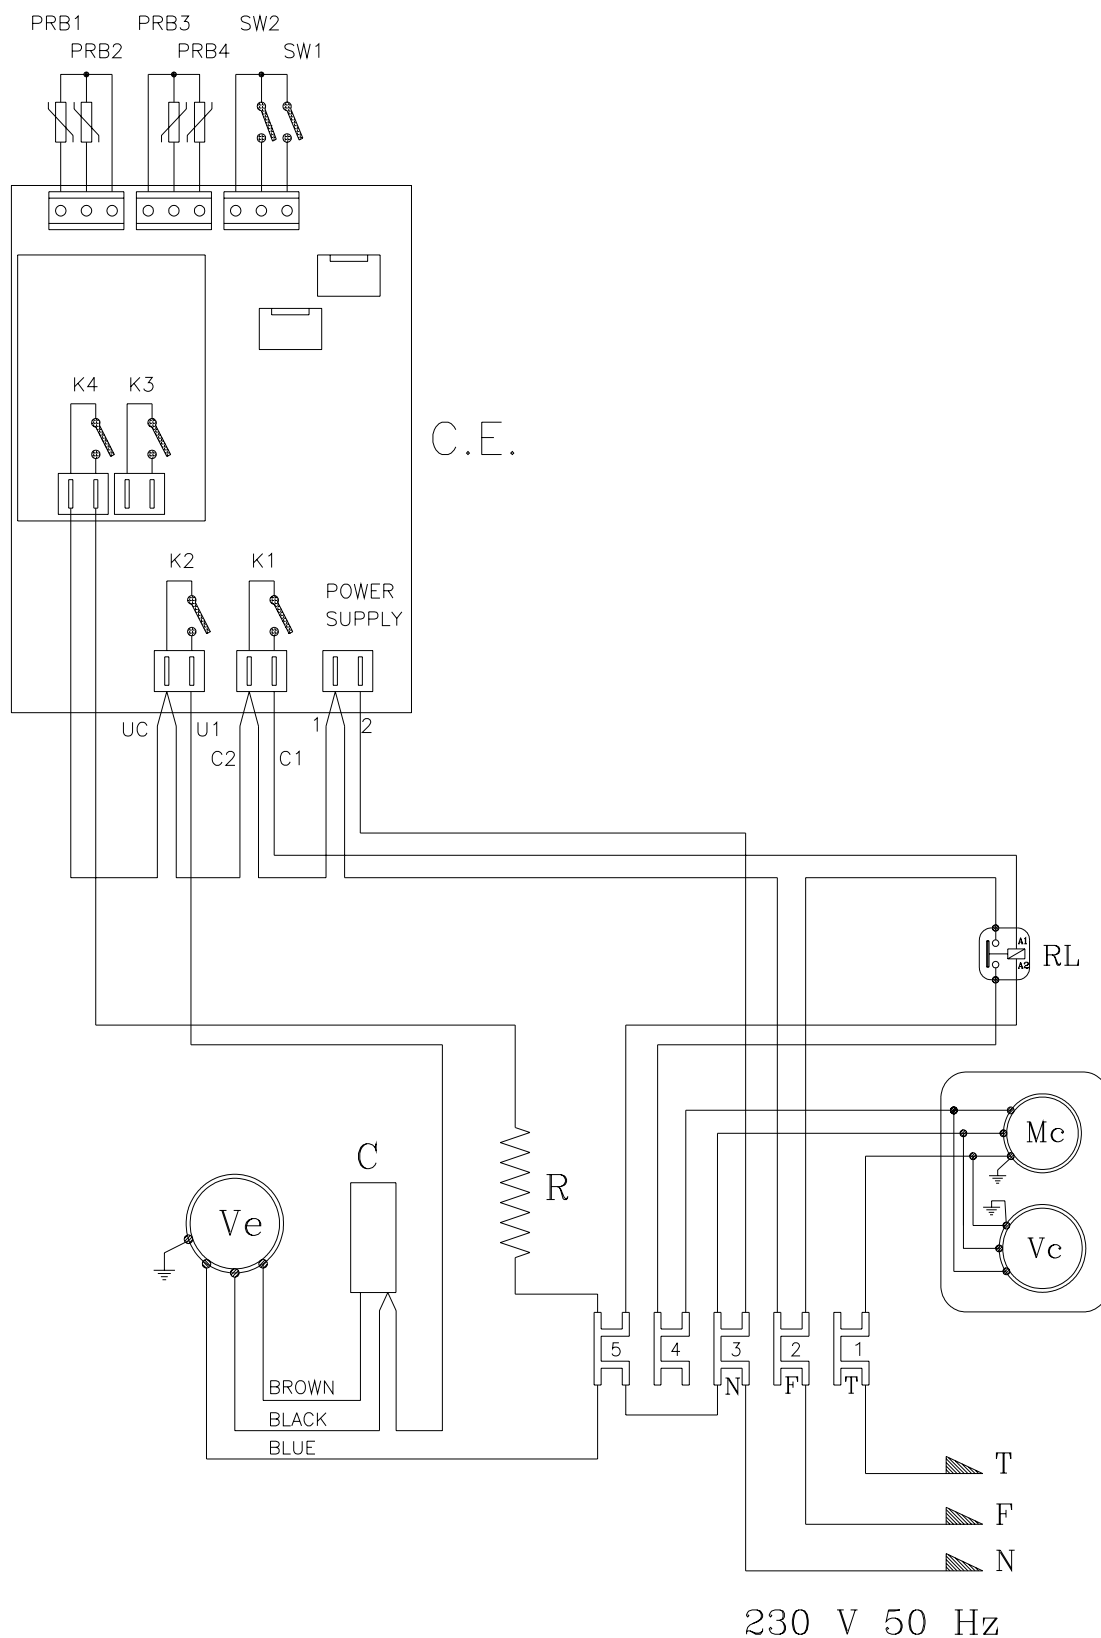 PRB1 PRB3 SW2
PRB2 PRB4 SW1
K4 K3
C.E.
K2 K1
POWER
SUPPLY
UC U1 1 2
C2 C1
A1
RL
A2
Mc
C
R
Ve
Vc
5 4 3 2 1
N F T
BROWN
BLACK
BLUE
T
F
N
230 V 50 Hz